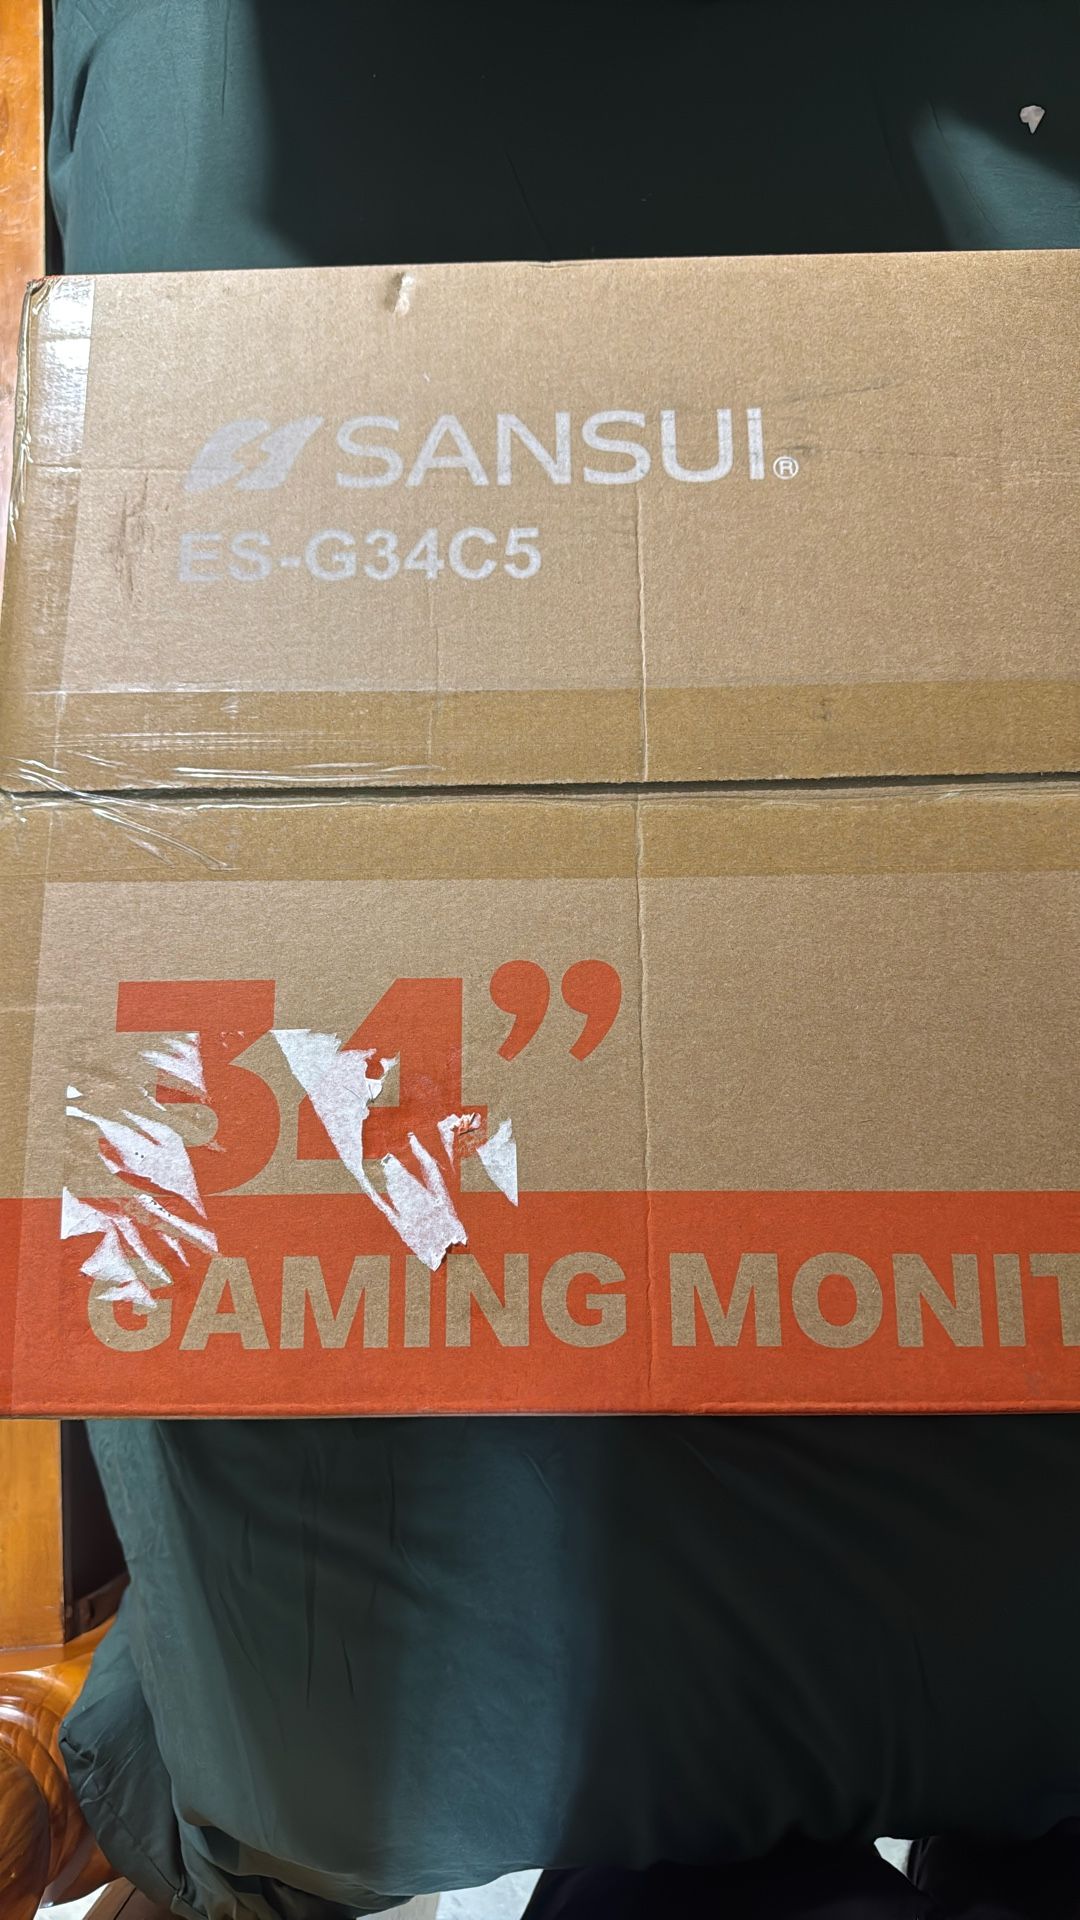 SANSUI®
ES-G34C5
34”
GAMING MONIT